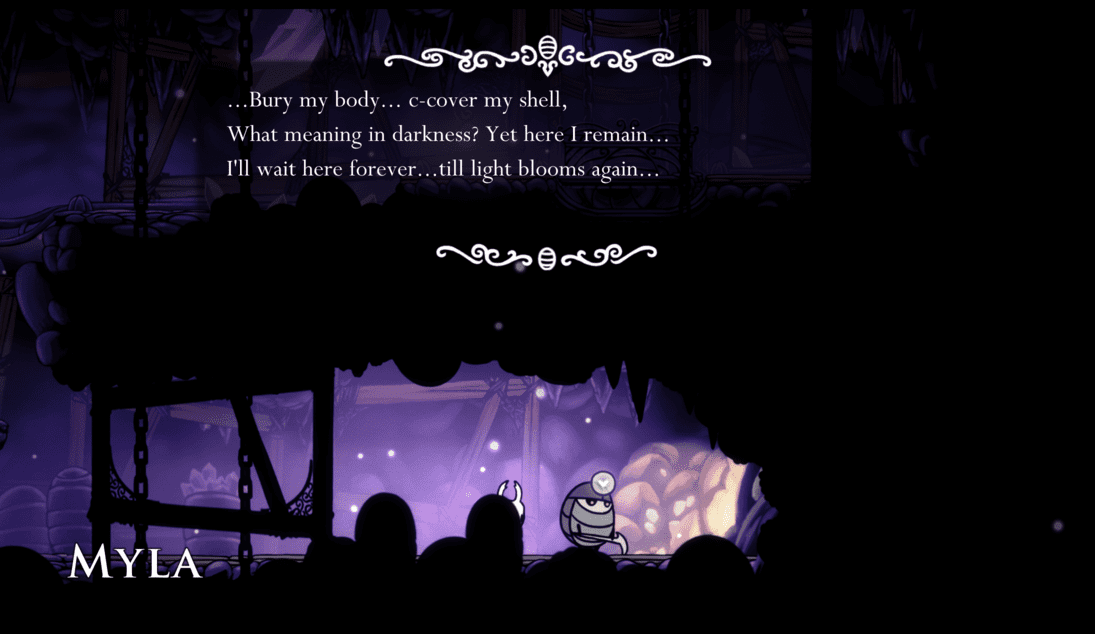 ...Bury my body... c-cover my shell,
What meaning in darkness? Yet here I remain...
I'll wait here forever...till light blooms again...
MYLA